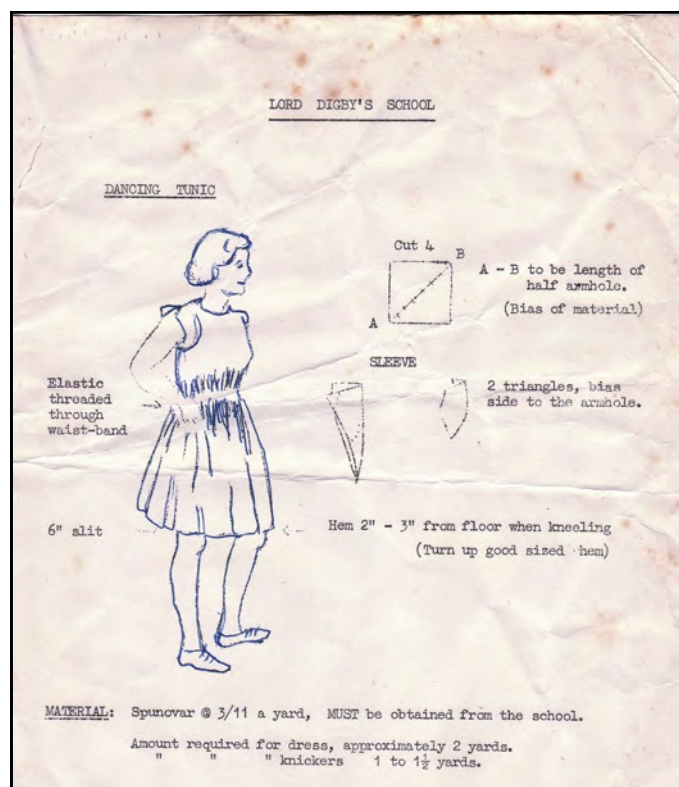 LORD DIGBY'S SCHOOL
DANCING TUNIC
Cut 4
B
A
A - B to be length of
half armhole.
(Bias of material)
SLEEVE
2 triangles, bias
side to the armhole.
Elastic
threaded
through
waist-band
6" slit
Hem 2" - 3" from floor when kneeling
(Turn up good sized hem)
MATERIAL: Spunovar @ 3/11 a yard, MUST be obtained from the school.
Amount required for dress, approximately 2 yards.
" " " knickers 1 to 1½ yards.